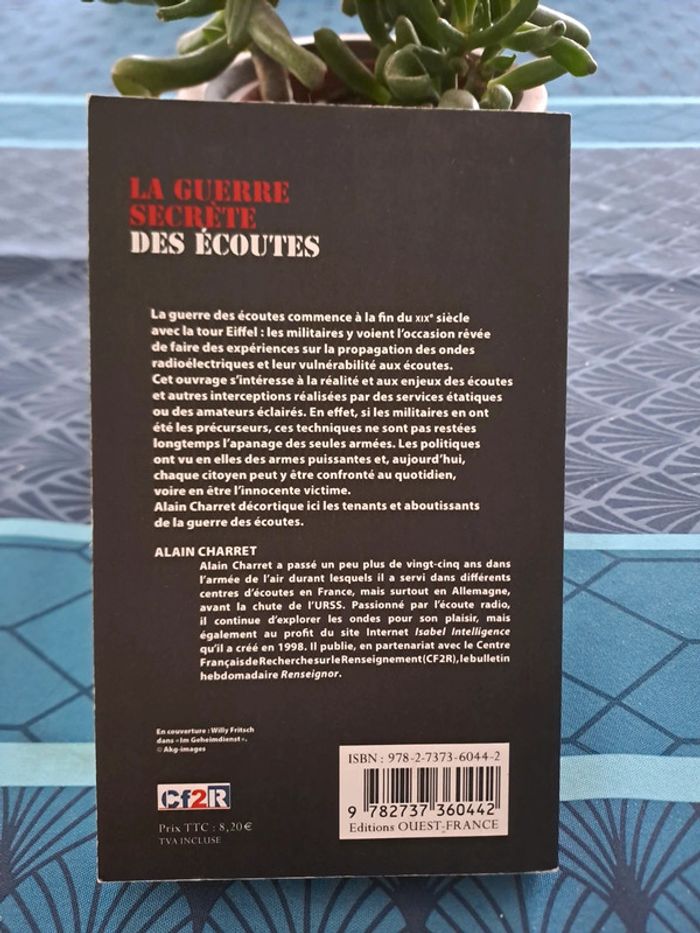 LA GUERRE
SECRÈTE
DES ÉCOUTES
La guerre des écoutes commence à la fin du XIXe siècle
avec la tour Eiffel : les militaires y voient l'occasion rêvée
de faire des expériences sur la propagation des ondes
radioélectriques et leur vulnérabilité aux écoutes.
Cet ouvrage s'intéresse à la réalité et aux enjeux des écoutes
et autres interceptions réalisées par des services étatiques
ou des amateurs éclairés. En effet, si les militaires en ont
été les précurseurs, ces techniques ne sont pas restées
longtemps l'apanage des seules armées. Les politiques
ont vu en elles des armes puissantes et, aujourd'hui,
chaque citoyen peut y être confronté au quotidien,
voire en être l'innocente victime.
Alain Charret décortique ici les tenants et aboutissants
de la guerre des écoutes.
ALAIN CHARRET
Alain Charret a passé un peu plus de vingt-cinq ans dans
l'armée de l'air durant lesquels il a servi dans différents
centres d'écoutes en France, mais surtout en Allemagne,
avant la chute de l'URSS. Passionné par l'écoute radio,
il continue d'explorer les ondes pour son plaisir, mais
également au profit du site Internet Isabel Intelligence
qu'il a créé en 1998. Il publie, en partenariat avec le Centre
Français de Recherche sur le Renseignement (CF2R), le bulletin
hebdomadaire Renseignor.
En couverture : Willy Fritsch
dans «Im Geheimdienst».
© Akg-images
Cf2R
Prix TTC : 8,20 €
TVA INCLUSE
ISBN : 978-2-7373-6044-2
9 782737 360442
Editions OUEST-FRANCE